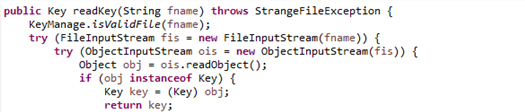 public Key readKey(String fname) throws StrangeFileException {
    KeyManage.isValidFile(fname);
    try (FileInputStream fis = new FileInputStream(fname)) {
        try (ObjectInputStream ois = new ObjectInputStream(fis)) {
            Object obj = ois.readObject();
            if (obj instanceof Key) {
                Key key = (Key) obj;
                return key;